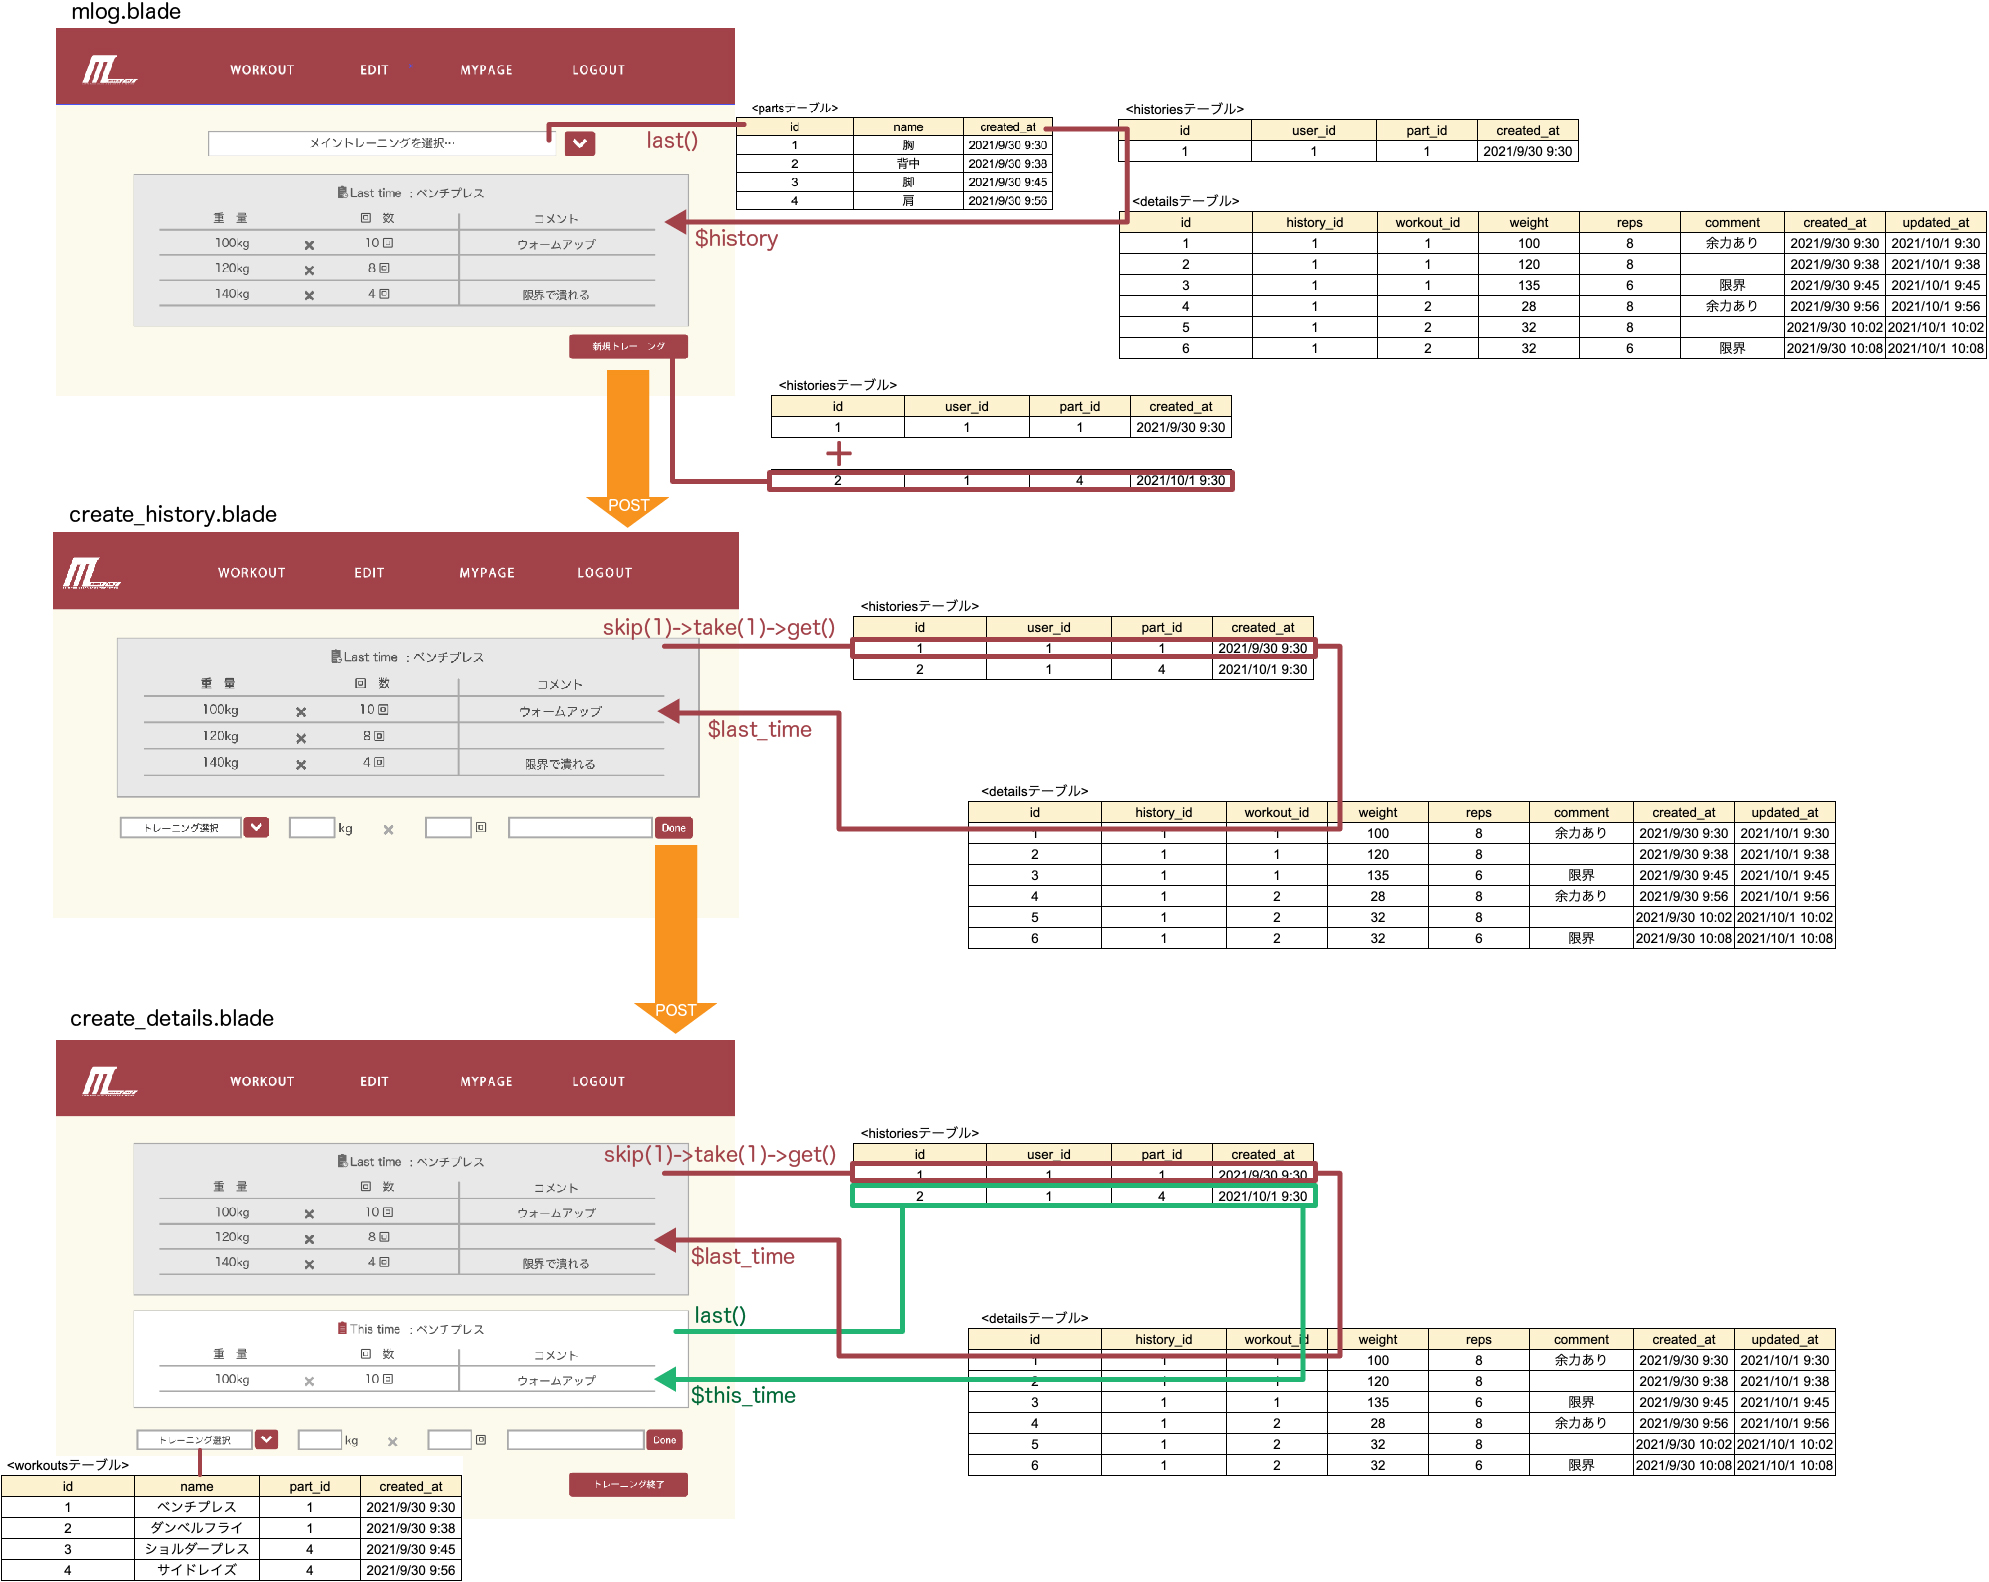 mlog.blade
WORKOUT EDIT MYPAGE LOGOUT
メイントレーニングを選択…
last()
<partsテーブル>
id name created_at
1 胸 2021/9/30 9:30
2 背中 2021/9/30 9:38
3 脚 2021/9/30 9:45
4 肩 2021/9/30 9:56
<historiesテーブル>
id user_id part_id created_at
1 1 1 2021/9/30 9:30
Last time ：ベンチプレス
重 量 回 数 コメント
100kg × 10回 ウォームアップ
120kg × 8回
140kg × 4回 限界で潰れる
$history
新規トレーニング
<detailsテーブル>
id history_id workout_id weight reps comment created_at updated_at
1 1 1 100 8 余力あり 2021/9/30 9:30 2021/10/1 9:30
2 1 1 120 8 2021/9/30 9:38 2021/10/1 9:38
3 1 1 135 6 限界 2021/9/30 9:45 2021/10/1 9:45
4 1 2 28 8 余力あり 2021/9/30 9:56 2021/10/1 9:56
5 1 2 32 8 2021/9/30 10:02 2021/10/1 10:02
6 1 2 32 6 限界 2021/9/30 10:08 2021/10/1 10:08
<historiesテーブル>
id user_id part_id created_at
1 1 1 2021/9/30 9:30
+
2 1 4 2021/10/1 9:30
POST
create_history.blade
WORKOUT EDIT MYPAGE LOGOUT
skip(1)->take(1)->get()
<historiesテーブル>
id user_id part_id created_at
1 1 1 2021/9/30 9:30
2 1 4 2021/10/1 9:30
Last time ：ベンチプレス
重 量 回 数 コメント
100kg × 10回 ウォームアップ
120kg × 8回
140kg × 4回 限界で潰れる
$last_time
トレーニング選択 kg × 回 Done
<detailsテーブル>
id history_id workout_id weight reps comment created_at updated_at
1 1 1 100 8 余力あり 2021/9/30 9:30 2021/10/1 9:30
2 1 1 120 8 2021/9/30 9:38 2021/10/1 9:38
3 1 1 135 6 限界 2021/9/30 9:45 2021/10/1 9:45
4 1 2 28 8 余力あり 2021/9/30 9:56 2021/10/1 9:56
5 1 2 32 8 2021/9/30 10:02 2021/10/1 10:02
6 1 2 32 6 限界 2021/9/30 10:08 2021/10/1 10:08
POST
create_details.blade
WORKOUT EDIT MYPAGE LOGOUT
skip(1)->take(1)->get()
<historiesテーブル>
id user_id part_id created_at
1 1 1 2021/9/30 9:30
2 1 4 2021/10/1 9:30
Last time ：ベンチプレス
重 量 回 数 コメント
100kg × 10回 ウォームアップ
120kg × 8回
140kg × 4回 限界で潰れる
$last_time
last()
This time ：ベンチプレス
重 量 回 数 コメント
100kg × 10回 ウォームアップ
$this_time
トレーニング選択 kg × 回 Done
トレーニング終了
<detailsテーブル>
id history_id workout_id weight reps comment created_at updated_at
1 1 1 100 8 余力あり 2021/9/30 9:30 2021/10/1 9:30
2 1 1 120 8 2021/9/30 9:38 2021/10/1 9:38
3 1 1 135 6 限界 2021/9/30 9:45 2021/10/1 9:45
4 1 2 28 8 余力あり 2021/9/30 9:56 2021/10/1 9:56
5 1 2 32 8 2021/9/30 10:02 2021/10/1 10:02
6 1 2 32 6 限界 2021/9/30 10:08 2021/10/1 10:08
<workoutsテーブル>
id name part_id created_at
1 ベンチプレス 1 2021/9/30 9:30
2 ダンベルフライ 1 2021/9/30 9:38
3 ショルダープレス 4 2021/9/30 9:45
4 サイドレイズ 4 2021/9/30 9:56